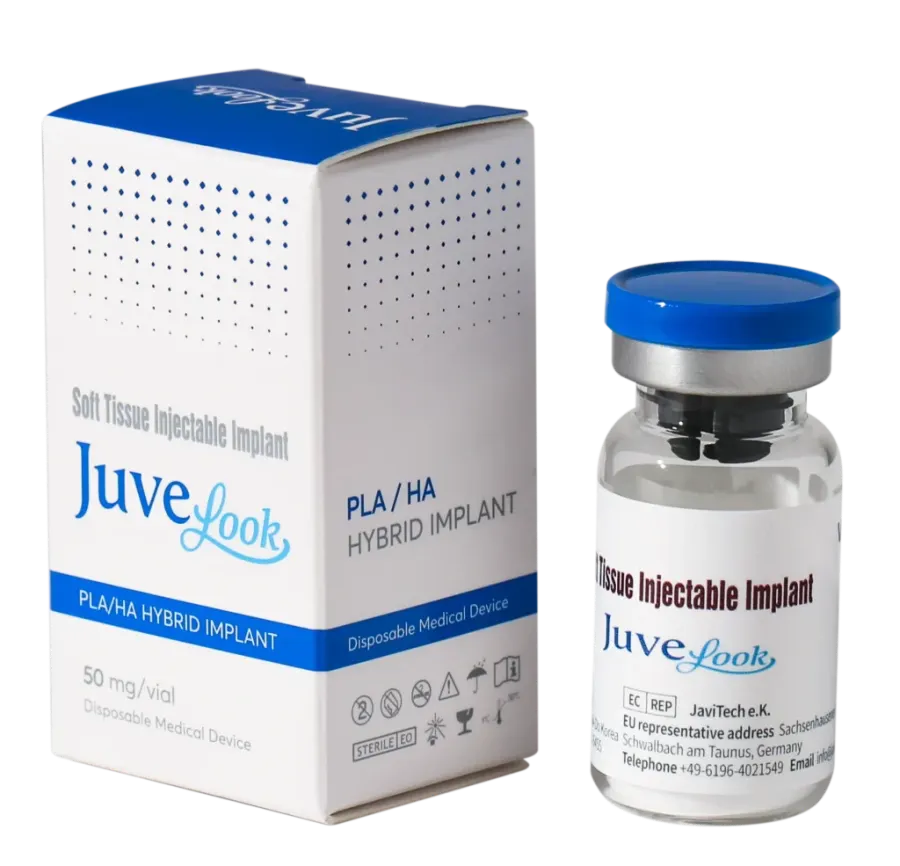 JuveLook
Soft Tissue Injectable Implant
JuveLook
PLA/HA HYBRID IMPLANT
50 mg/vial
Disposable Medical Device
PLA / HA
HYBRID IMPLANT
Disposable Medical Device
STERILE EO
Tissue Injectable Implant
JuveLook
EC REP JaviTech e.K.
EU representative address
Schwalbach am Taunus, Germany
Telephone +49-6196-4021549 Email